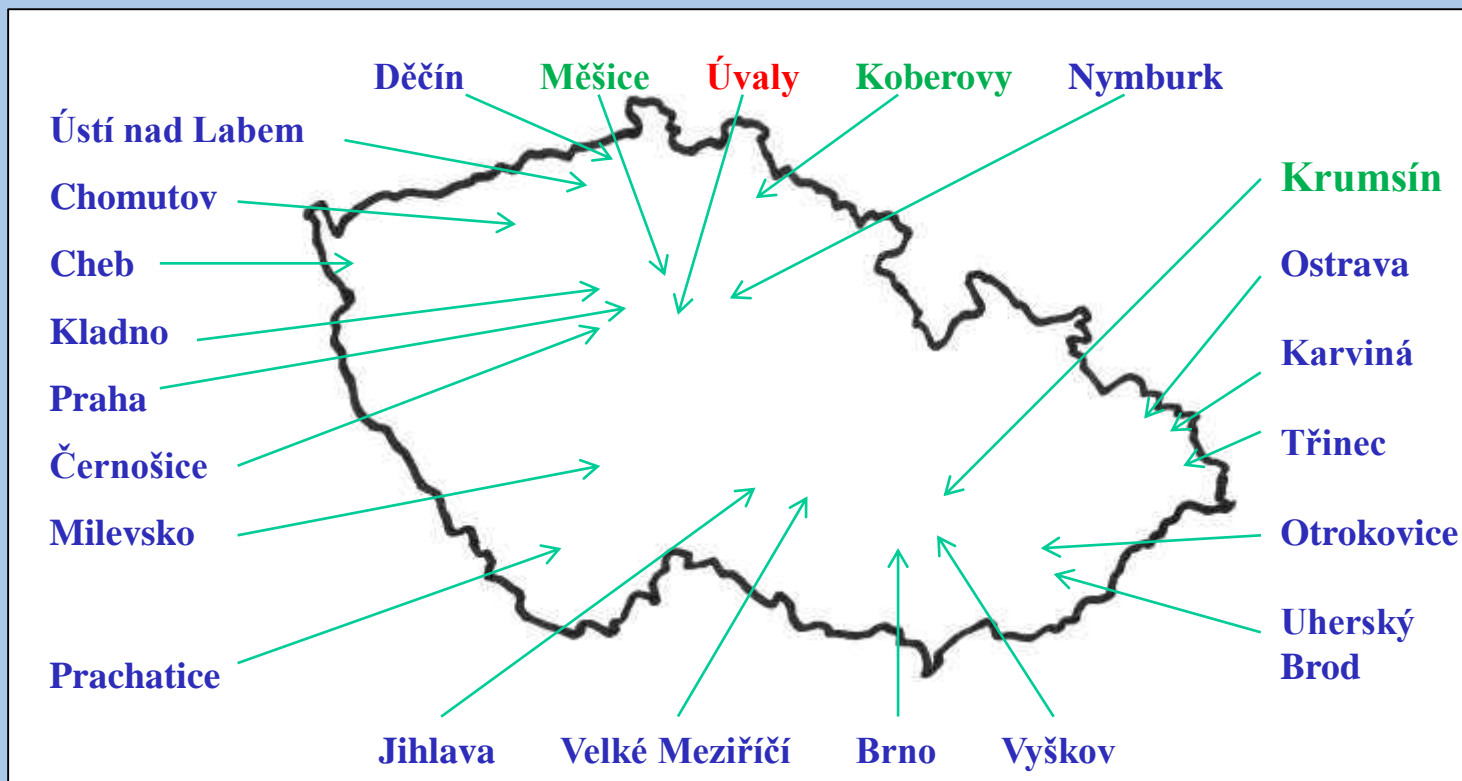 Děčín
Měšice
Úvaly
Koberovy
Nymburk
Ústí nad Labem
Chomutov
Cheb
Kladno
Praha
Černošice
Milevsko
Prachatice
Krumsín
Ostrava
Karviná
Třinec
Otrokovice
Uherský
Brod
Jihlava
Velké Meziříčí
Brno
Vyškov